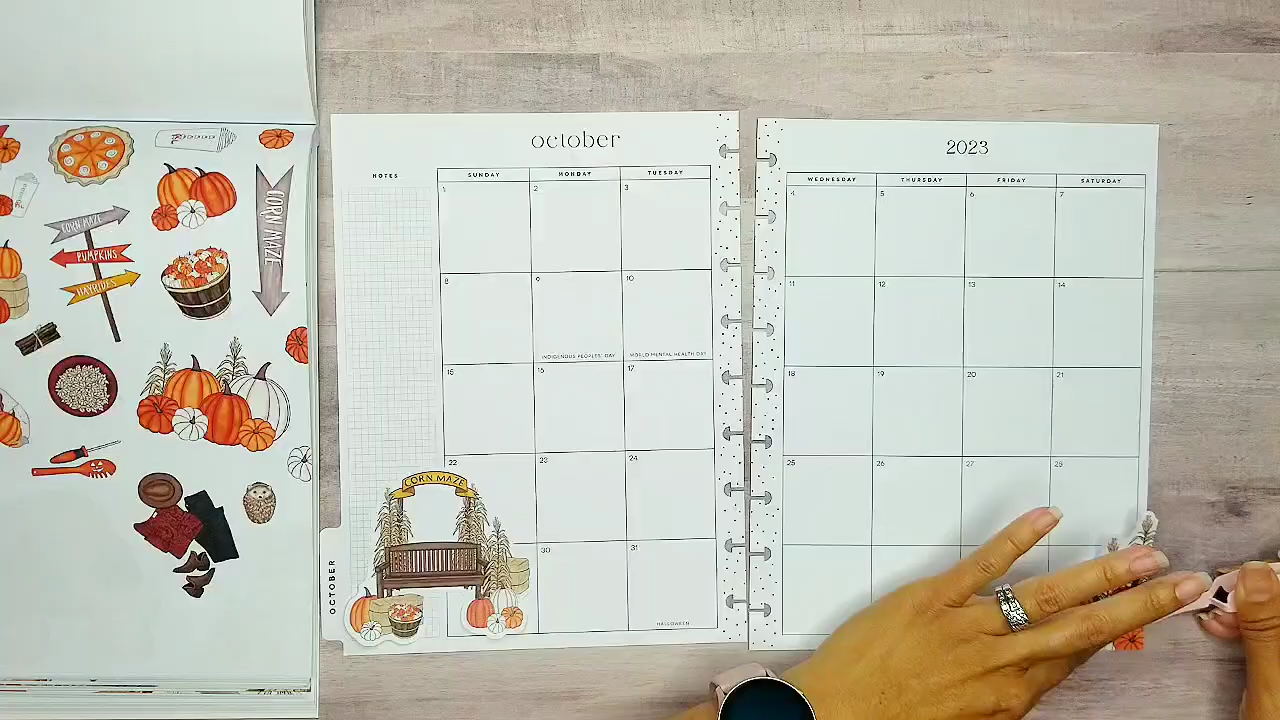 CORN MAZE
PUMPKINS
HAYRIDES
CORN MAZE
october
NOTES
SUNDAY MONDAY TUESDAY
1 2 3
8 9 10
INDIGENOUS PEOPLES' DAY WORLD MENTAL HEALTH DAY
15 16 17
22 23 24
CORN MAZE
30 31
HALLOWEEN
OCTOBER
2023
WEDNESDAY THURSDAY FRIDAY SATURDAY
4 5 6 7
11 12 13 14
18 19 20 21
25 26 27 28